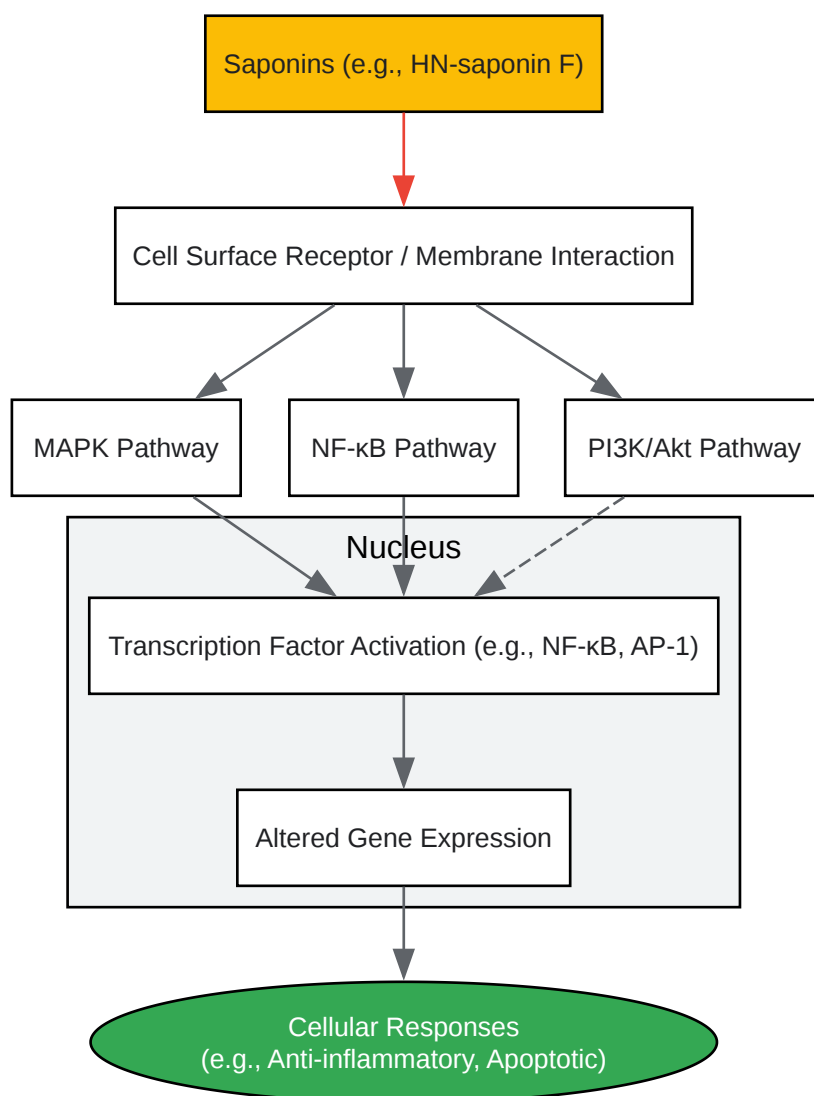 Saponins (e.g., HN-saponin F)
Cell Surface Receptor / Membrane Interaction
MAPK Pathway
NF-κB Pathway
PI3K/Akt Pathway
Nucleus
Transcription Factor Activation (e.g., NF-κB, AP-1)
Altered Gene Expression
Cellular Responses
(e.g., Anti-inflammatory, Apoptotic)